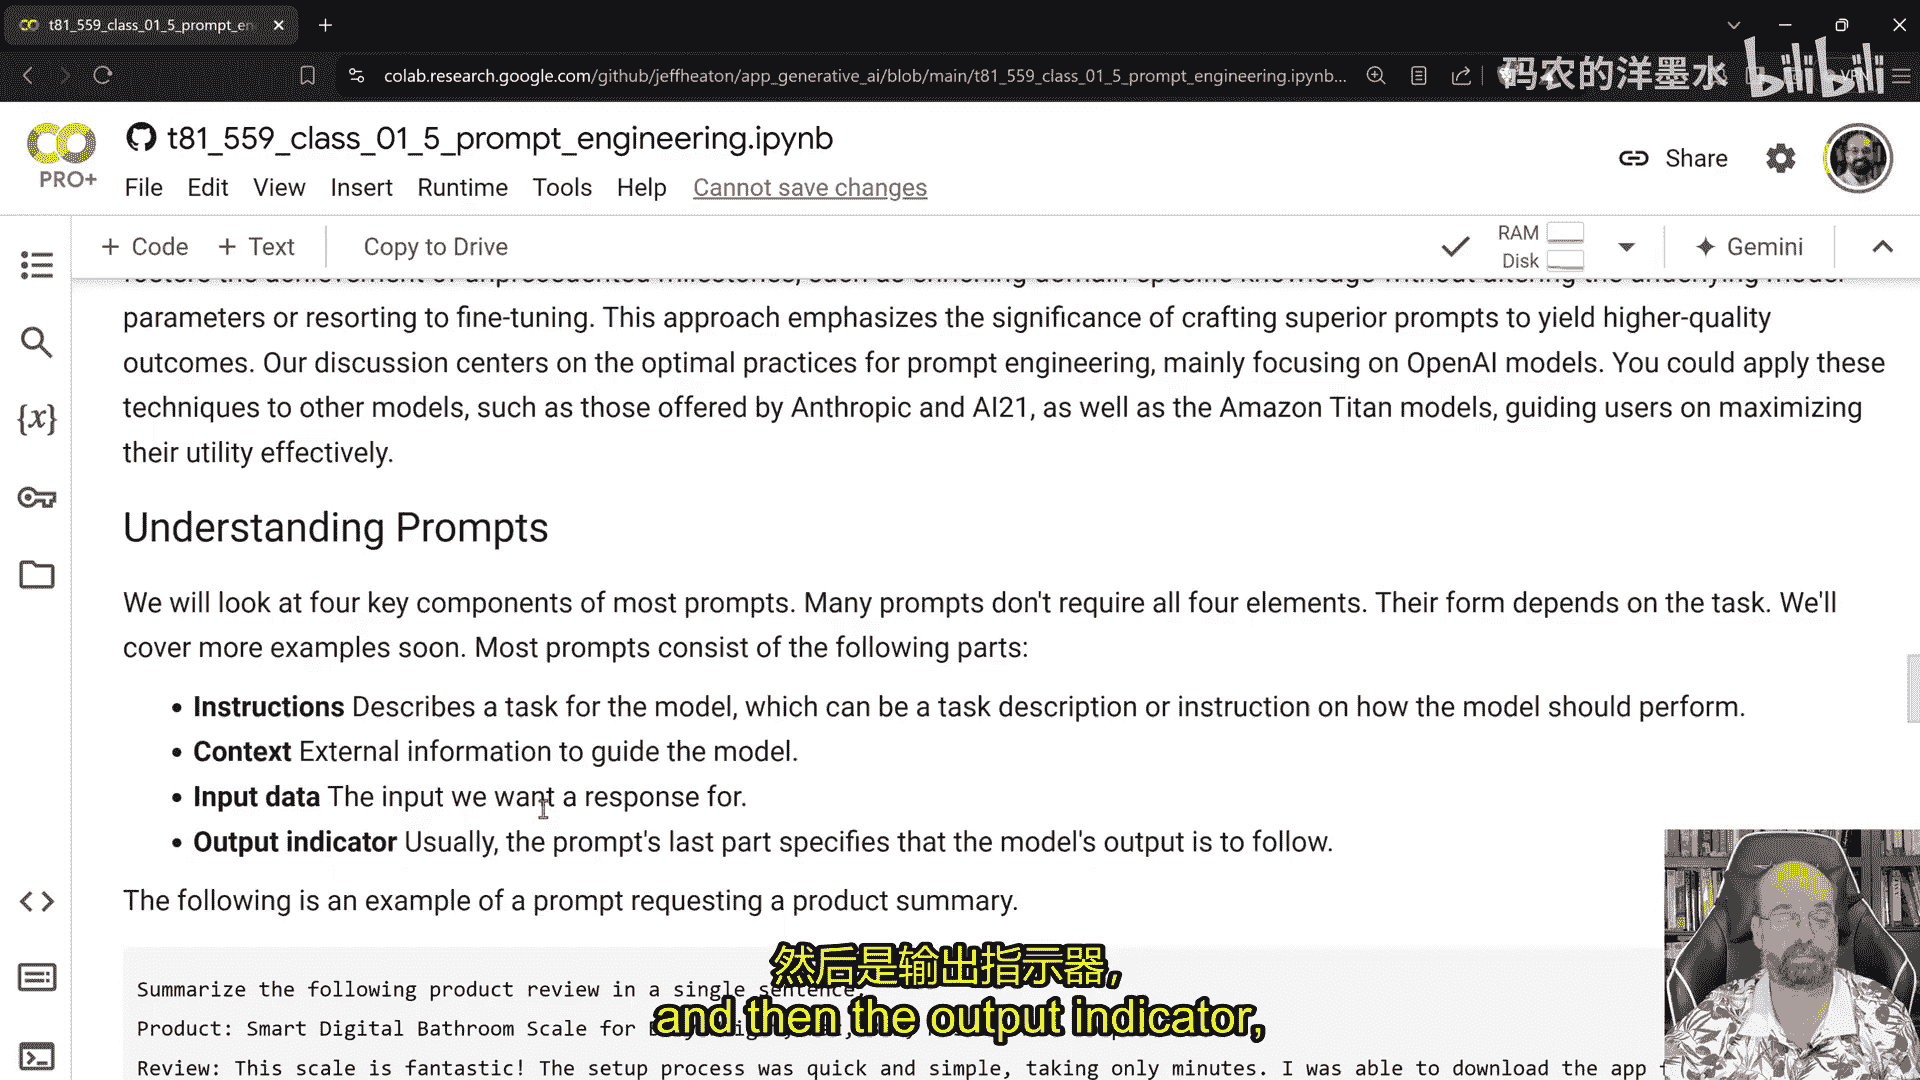 t81_559_class_01_5_prompt_en
colab.research.google.com/github/jeffheaton/app_generative_ai/blob/main/t81_559_class_01_5_prompt_engineering.ipynb...
码农的洋墨水 bilibili
VPN
CO
PRO+
t81_559_class_01_5_prompt_engineering.ipynb
File Edit View Insert Runtime Tools Help Cannot save changes
Share
+ Code + Text Copy to Drive
RAM
Disk
Gemini
parameters or resorting to fine-tuning. This approach emphasizes the significance of crafting superior prompts to yield higher-quality
outcomes. Our discussion centers on the optimal practices for prompt engineering, mainly focusing on OpenAI models. You could apply these
techniques to other models, such as those offered by Anthropic and AI21, as well as the Amazon Titan models, guiding users on maximizing
their utility effectively.
Understanding Prompts
We will look at four key components of most prompts. Many prompts don't require all four elements. Their form depends on the task. We'll
cover more examples soon. Most prompts consist of the following parts:
• Instructions Describes a task for the model, which can be a task description or instruction on how the model should perform.
• Context External information to guide the model.
• Input data The input we want a response for.
• Output indicator Usually, the prompt's last part specifies that the model's output is to follow.
The following is an example of a prompt requesting a product summary.
Summarize the following product review in a single sentence.
Product: Smart Digital Bathroom Scale for
Review: This scale is fantastic! The setup process was quick and simple, taking only minutes. I was able to download the app
然后是输出指示器,
and then the output indicator,